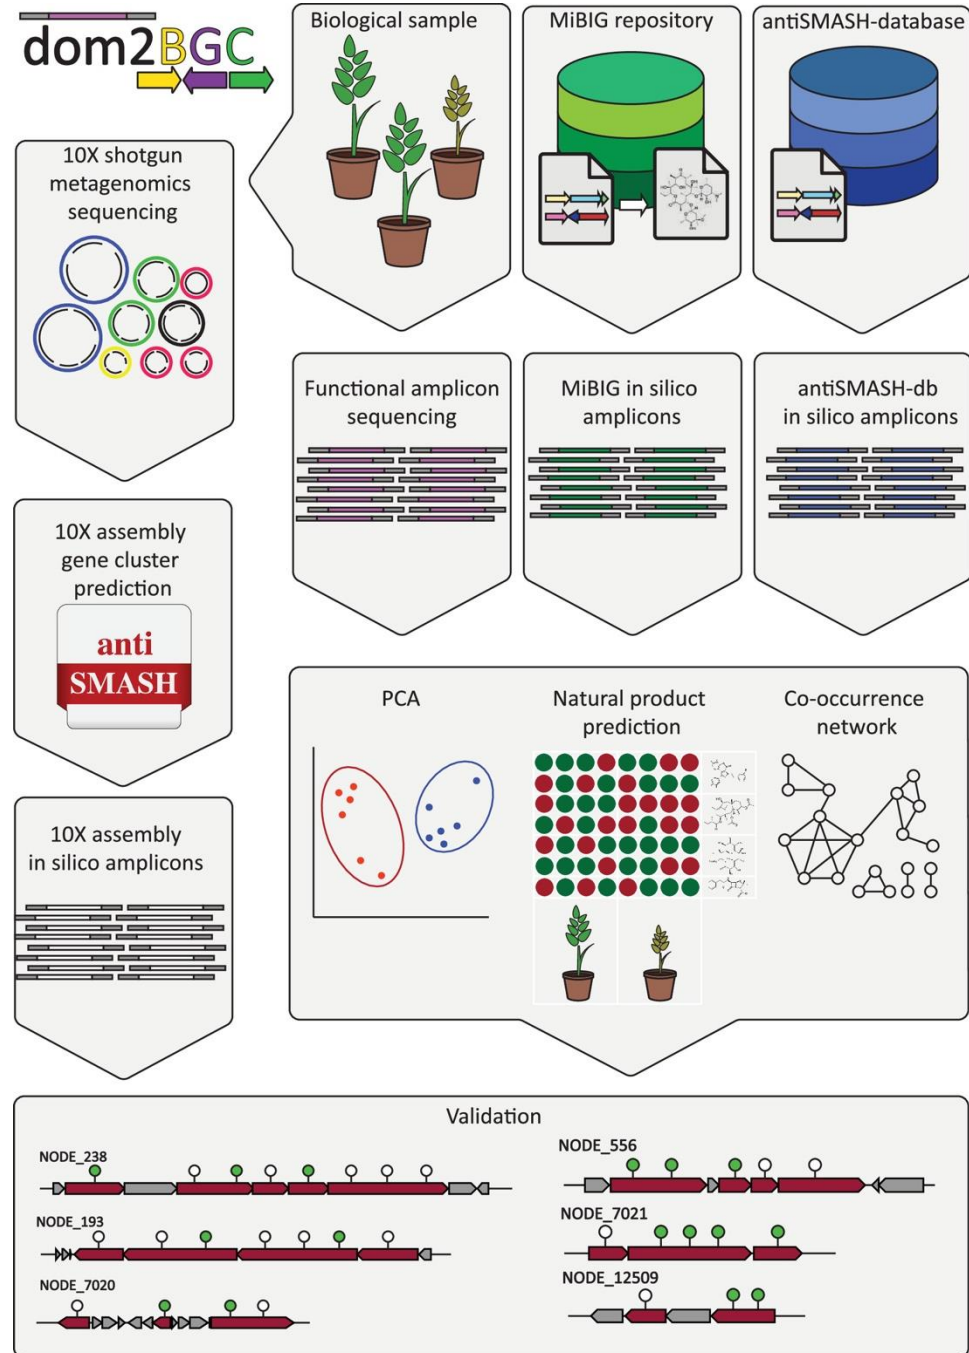 dom2BGC
Biological sample
MiBIG repository
antiSMASH-database
10X shotgun
metagenomics
sequencing
Functional amplicon
sequencing
MiBIG in silico
amplicons
antiSMASH-db
in silico amplicons
10X assembly
gene cluster
prediction
anti
SMASH
10X assembly
in silico amplicons
PCA
Natural product
prediction
Co-occurrence
network
Validation
NODE_238
NODE_193
NODE_7020
NODE_556
NODE_7021
NODE_12509